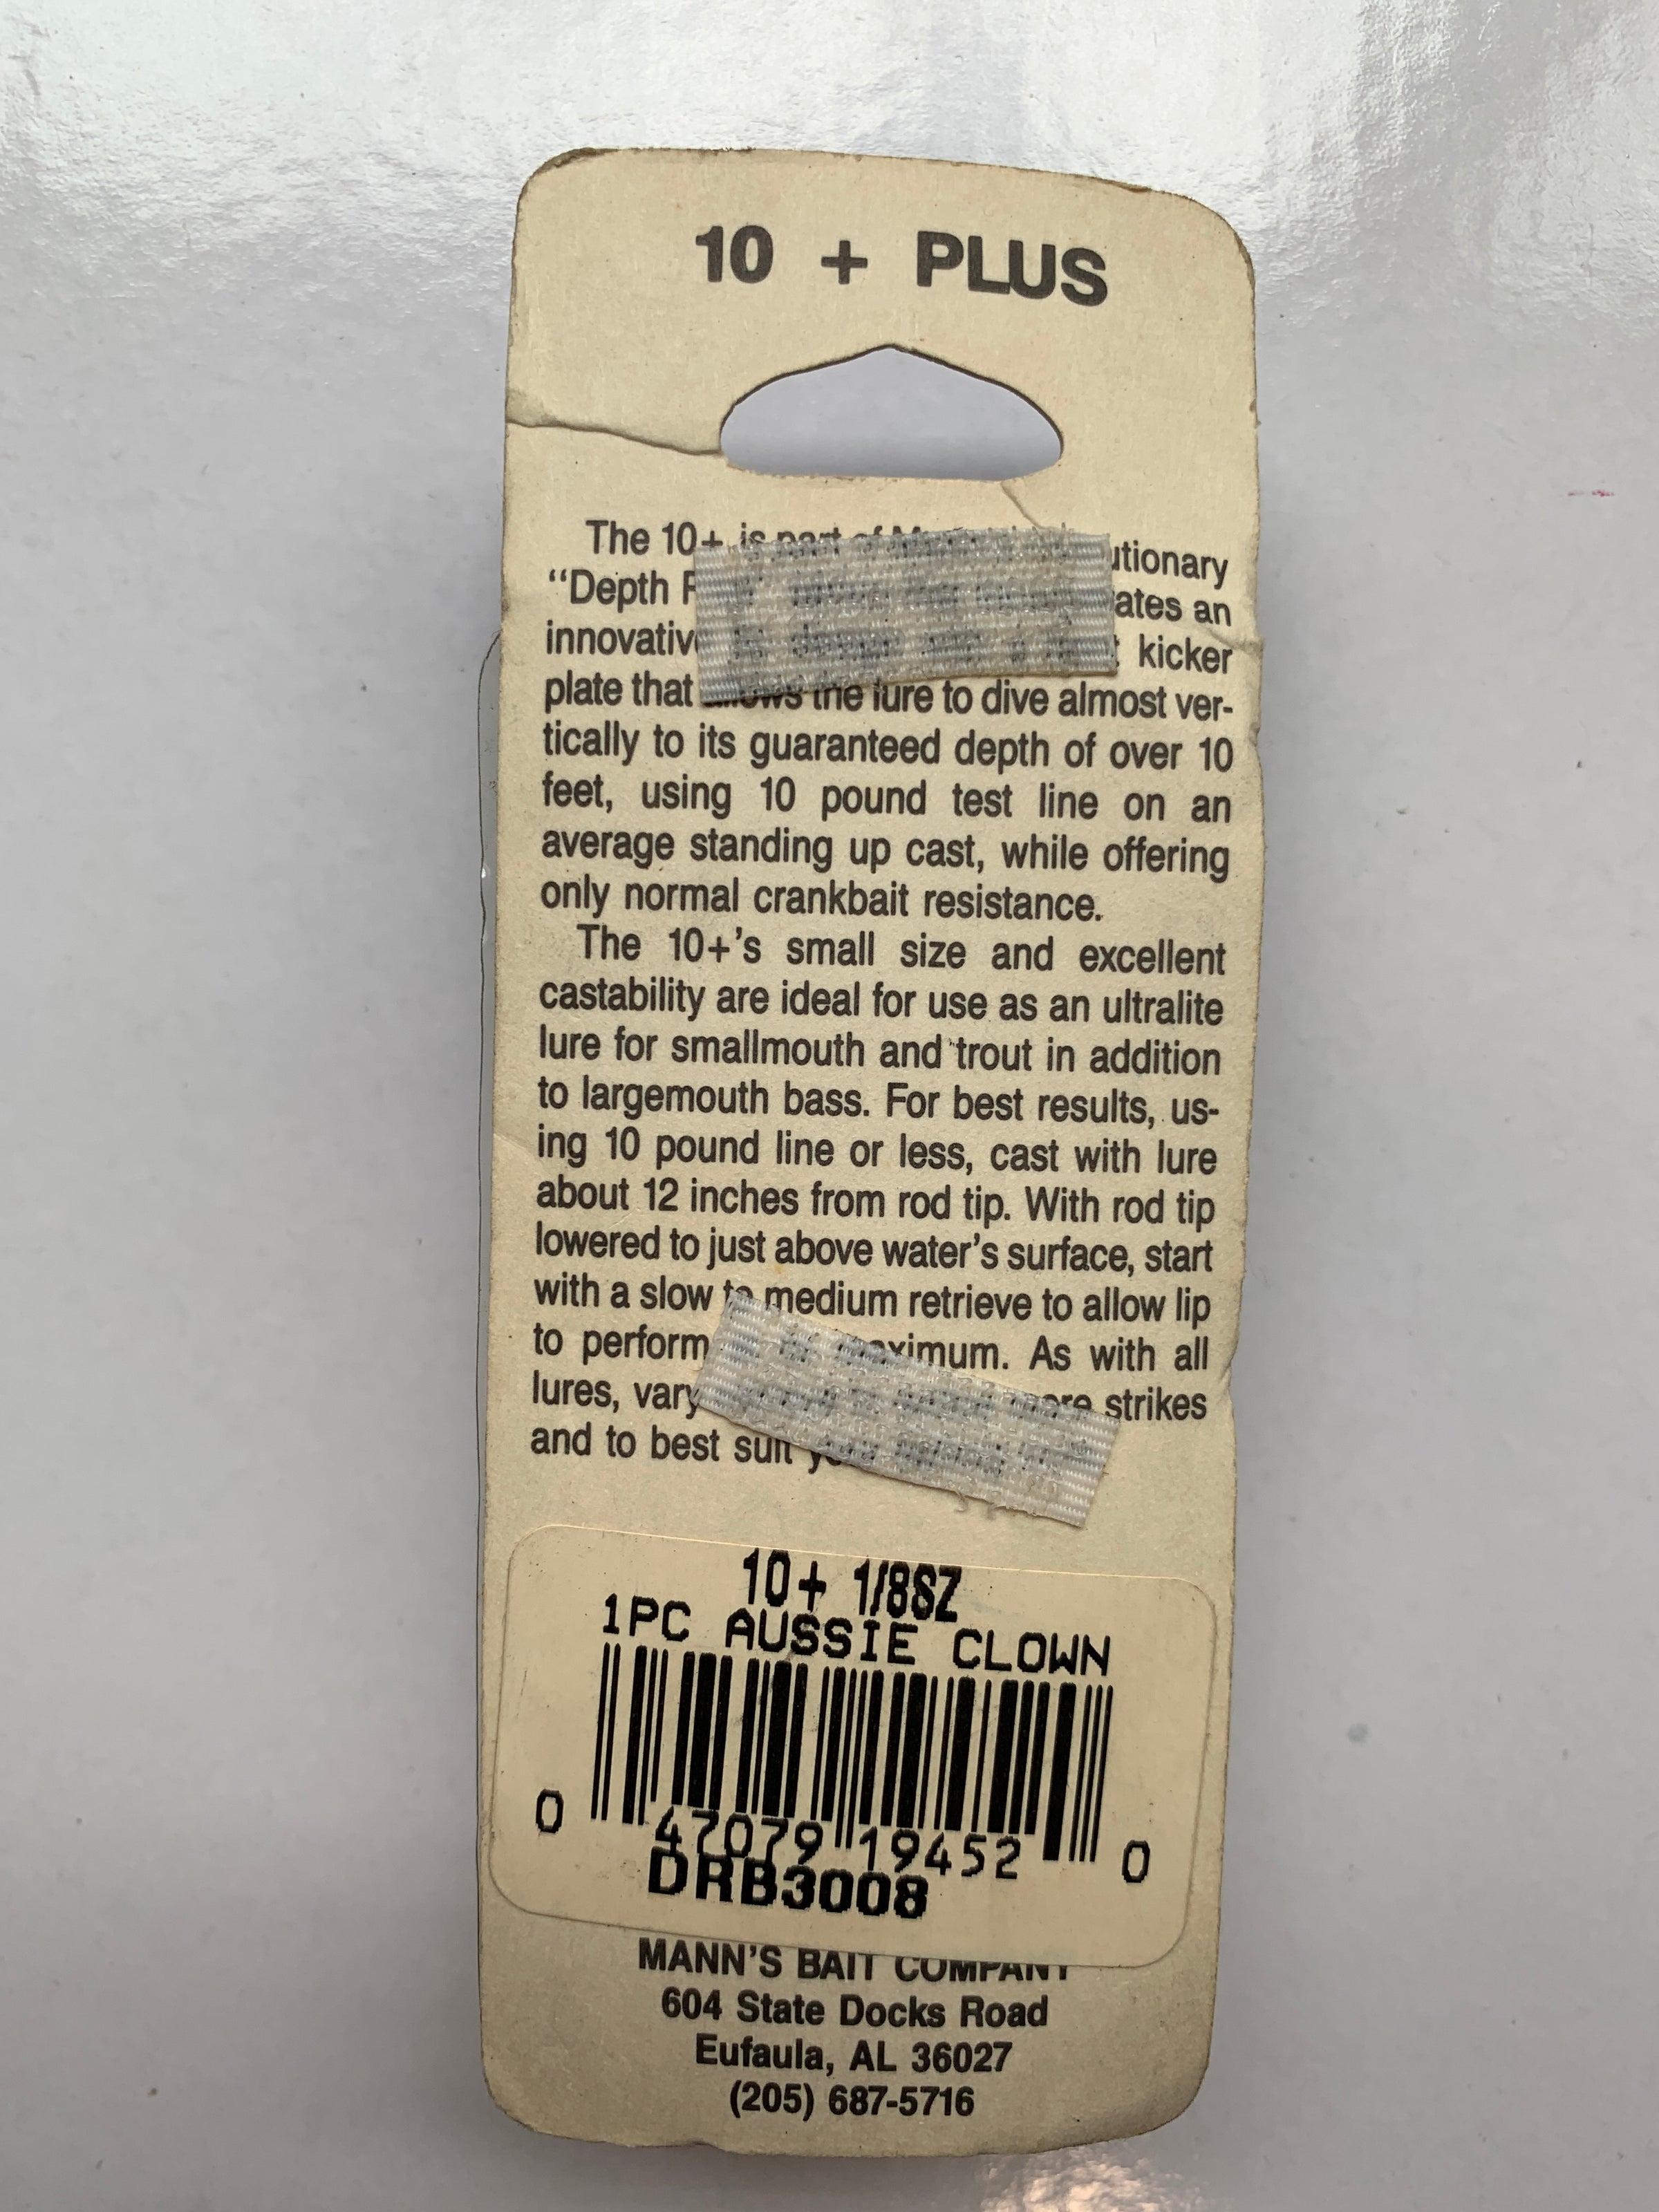 10 + PLUS
The 10+ is part of utionary
"Depth ates an
innovative kicker
plate that allows the lure to dive almost ver-
tically to its guaranteed depth of over 10
feet, using 10 pound test line on an
average standing up cast, while offering
only normal crankbait resistance.
The 10+'s small size and excellent
castability are ideal for use as an ultralite
lure for smallmouth and trout in addition
to largemouth bass. For best results, us-
ing 10 pound line or less, cast with lure
about 12 inches from rod tip. With rod tip
lowered to just above water's surface, start
with a slow to medium retrieve to allow lip
to perform maximum. As with all
lures, vary more strikes
and to best suit
10+ 1/8SZ
1PC AUSSIE CLOWN
0 47079 19452 0
DRB3008
MANN'S BAIT COMPANY
604 State Docks Road
Eufaula, AL 36027
(205) 687-5716